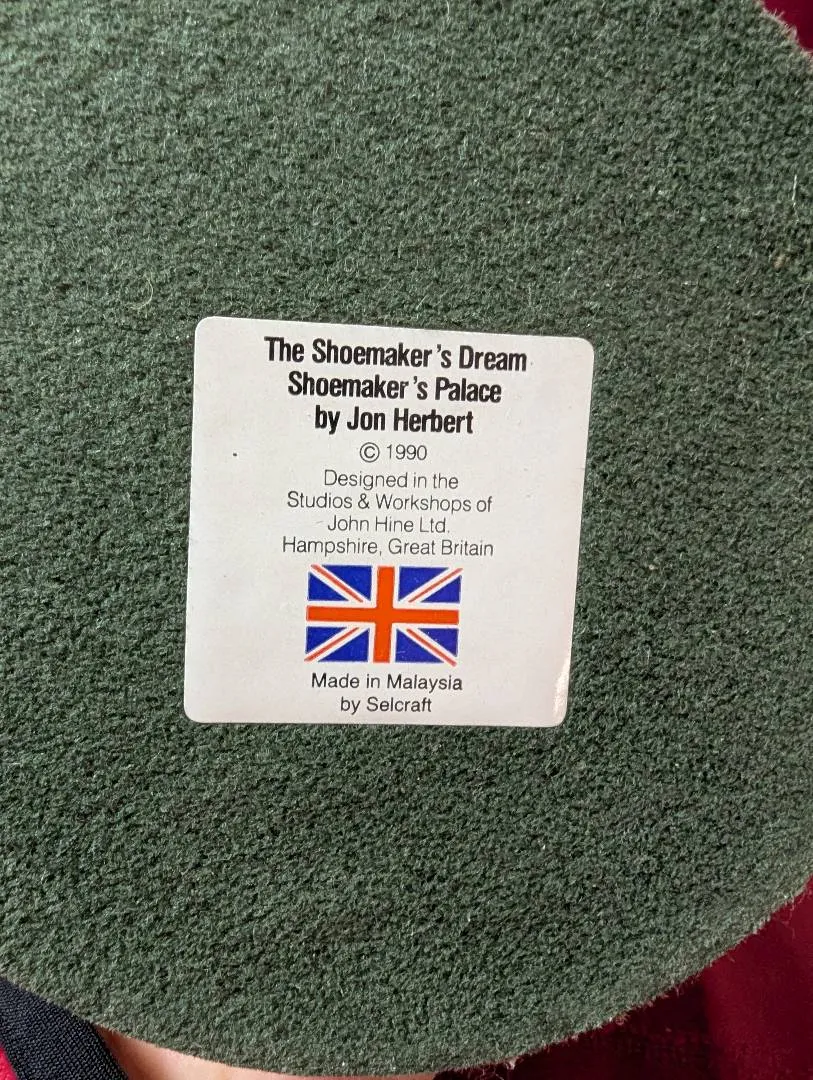 The Shoemaker's Dream
Shoemaker's Palace
by Jon Herbert
© 1990
Designed in the
Studios & Workshops of
John Hine Ltd.
Hampshire, Great Britain
Made in Malaysia
by Selcraft